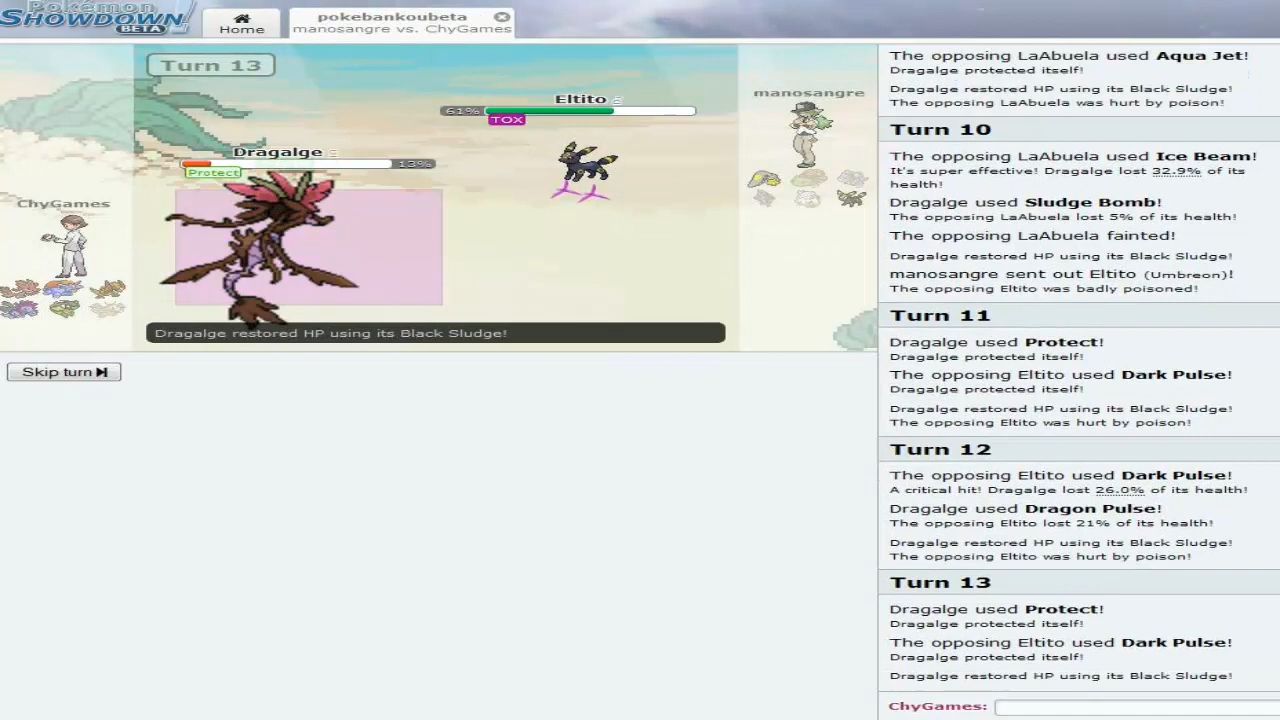 Pokémon
SHOWDOWN
BETA
Home
pokebankoubeta
manosangre vs. ChyGames
Turn 13
Eltito
61%
TOX
manosangre
Dragalge
13%
Protect
ChyGames
Dragalge restored HP using its Black Sludge!
Skip turn
The opposing LaAbuela used Aqua Jet!
Dragalge protected itself!
Dragalge restored HP using its Black Sludge!
The opposing LaAbuela was hurt by poison!
Turn 10
The opposing LaAbuela used Ice Beam!
It's super effective! Dragalge lost 32.9% of its
health!
Dragalge used Sludge Bomb!
The opposing LaAbuela lost 5% of its health!
The opposing LaAbuela fainted!
Dragalge restored HP using its Black Sludge!
manosangre sent out Eltito (Umbreon)!
The opposing Eltito was badly poisoned!
Turn 11
Dragalge used Protect!
Dragalge protected itself!
The opposing Eltito used Dark Pulse!
Dragalge protected itself!
Dragalge restored HP using its Black Sludge!
The opposing Eltito was hurt by poison!
Turn 12
The opposing Eltito used Dark Pulse!
A critical hit! Dragalge lost 26.0% of its health!
Dragalge used Dragon Pulse!
The opposing Eltito lost 21% of its health!
Dragalge restored HP using its Black Sludge!
The opposing Eltito was hurt by poison!
Turn 13
Dragalge used Protect!
Dragalge protected itself!
The opposing Eltito used Dark Pulse!
Dragalge protected itself!
Dragalge restored HP using its Black Sludge!
ChyGames: